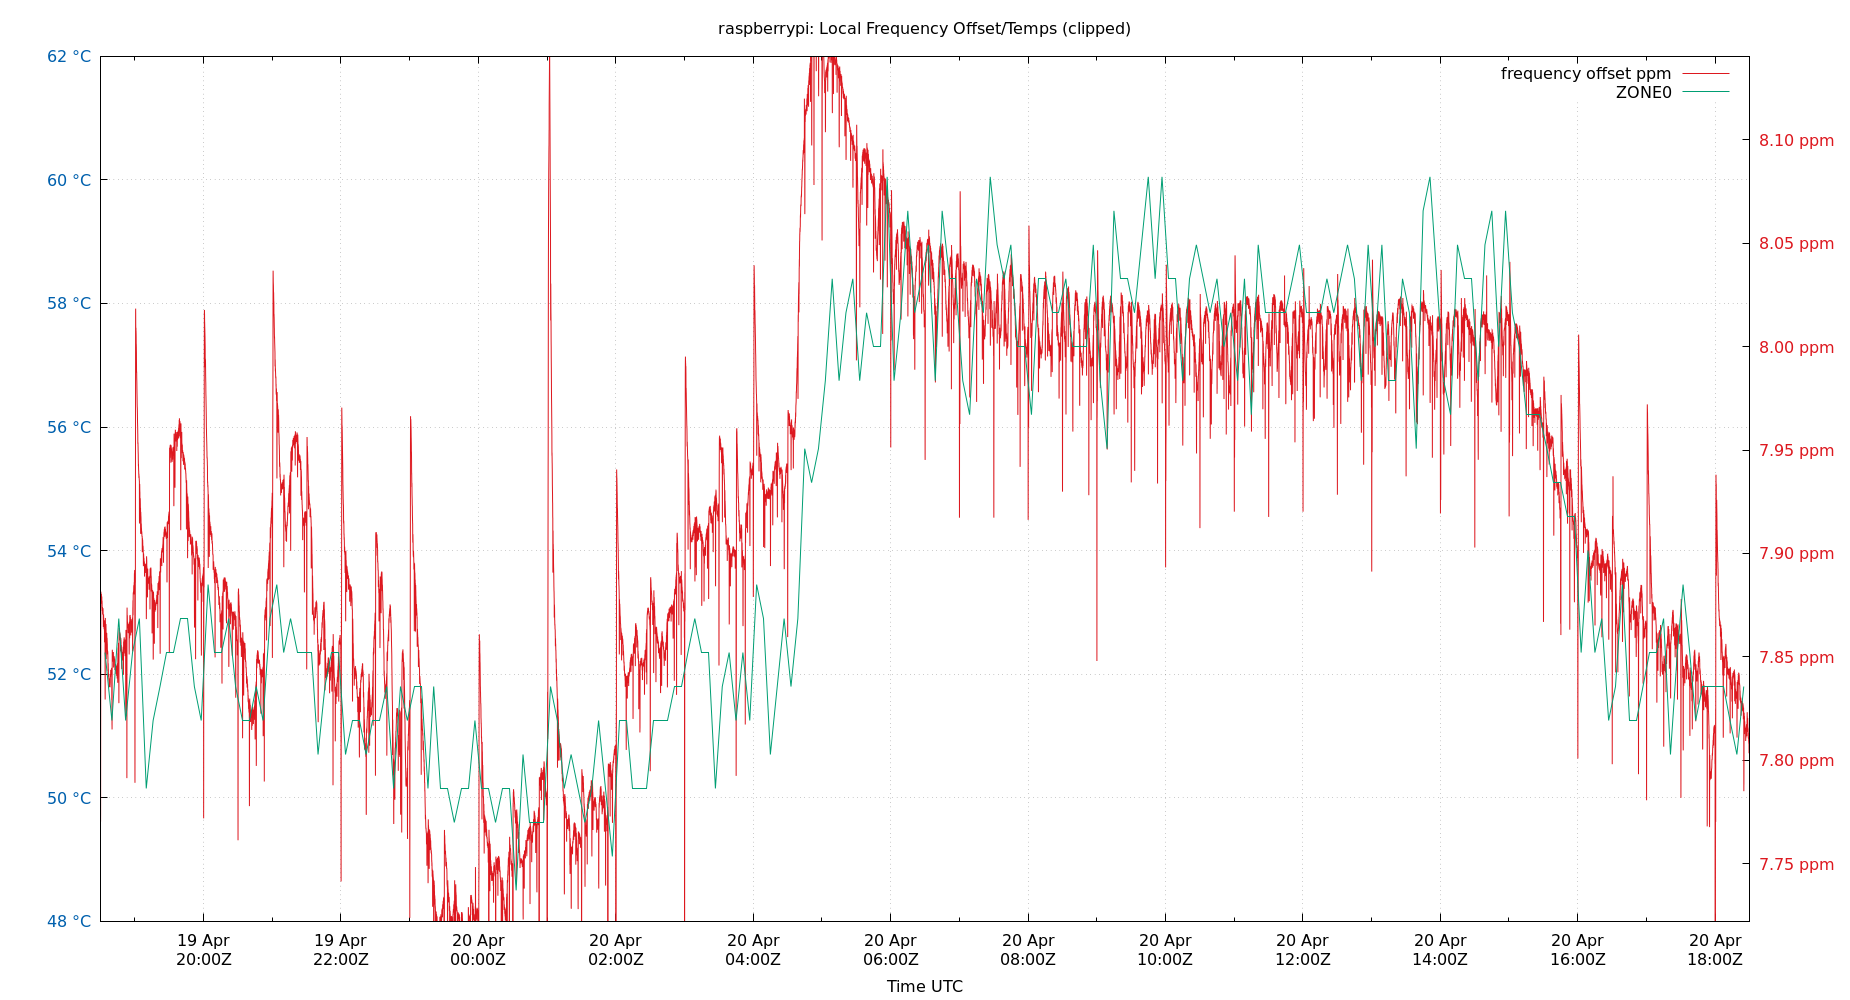 raspberrypi: Local Frequency Offset/Temps (clipped)
62 °C
60 °C
58 °C
56 °C
54 °C
52 °C
50 °C
48 °C
frequency offset ppm
ZONE0
8.10 ppm
8.05 ppm
8.00 ppm
7.95 ppm
7.90 ppm
7.85 ppm
7.80 ppm
7.75 ppm
19 Apr
20:00Z
19 Apr
22:00Z
20 Apr
00:00Z
20 Apr
02:00Z
20 Apr
04:00Z
20 Apr
06:00Z
20 Apr
08:00Z
20 Apr
10:00Z
20 Apr
12:00Z
20 Apr
14:00Z
20 Apr
16:00Z
20 Apr
18:00Z
Time UTC